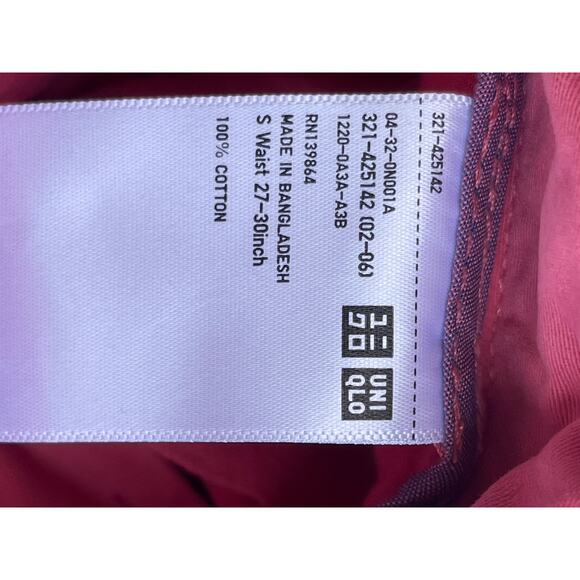 321-425142
04-32-0N001A
321-425142 (02-06)
1220-0A3A-A3B
ユニ
クロ
UNI
QLO
RN139864
MADE IN BANGLADESH
S Waist 27-30inch
100% COTTON